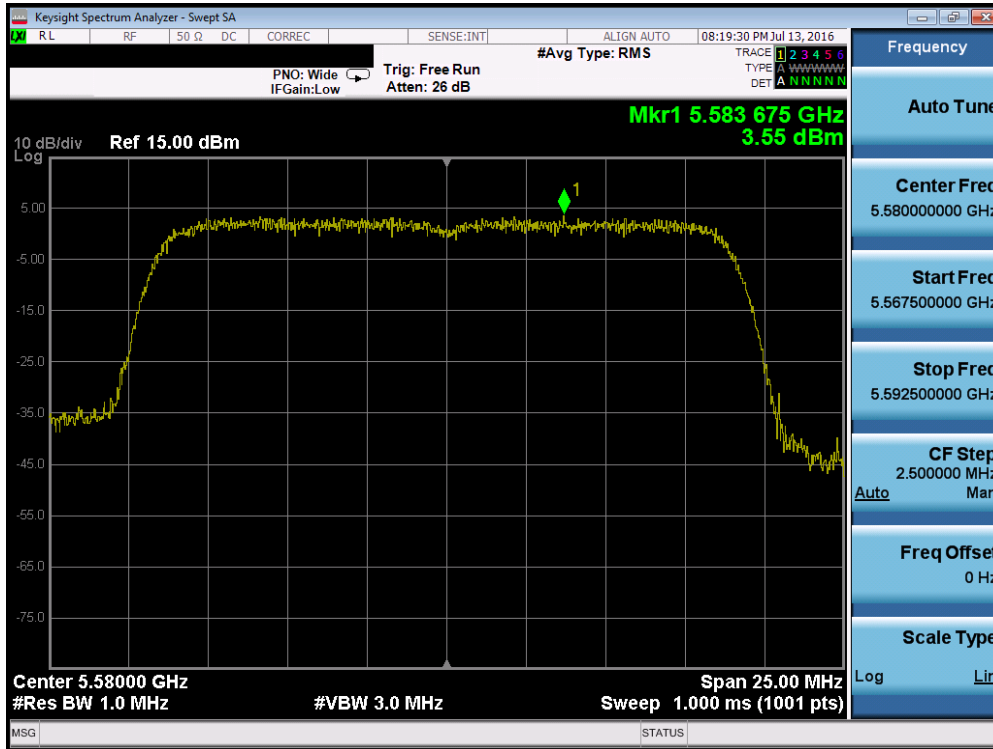 Keysight Spectrum Analyzer - Swept SA
LXI RL RF 50 Ω DC CORREC SENSE:INT ALIGN AUTO 08:19:30 PM Jul 13, 2016
PNO: Wide Trig: Free Run #Avg Type: RMS TRACE 1 2 3 4 5 6
IFGain:Low Atten: 26 dB TYPE A WWWWW
DET A N N N N N
Mkr1 5.583 675 GHz
3.55 dBm
10 dB/div Ref 15.00 dBm
Log
1
5.00
-5.00
-15.0
-25.0
-35.0
-45.0
-55.0
-65.0
-75.0
Center 5.58000 GHz Span 25.00 MHz
#Res BW 1.0 MHz #VBW 3.0 MHz Sweep 1.000 ms (1001 pts)
MSG STATUS
Frequency
Auto Tune
Center Freq
5.580000000 GHz
Start Freq
5.567500000 GHz
Stop Freq
5.592500000 GHz
CF Step
2.500000 MHz
Auto Man
Freq Offset
0 Hz
Scale Type
Log Lin